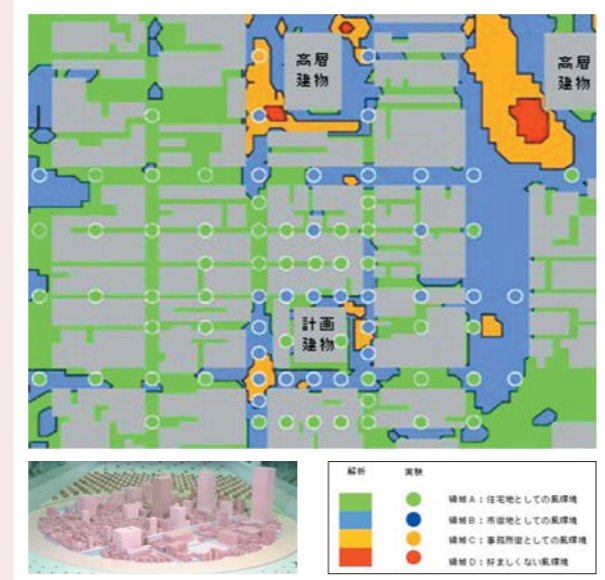 高層
建物
高層
建物
計画
建物
解析 実験
領域A：住宅地としての風環境
領域B：市街地としての風環境
領域C：事務所街としての風環境
領域D：好ましくない風環境